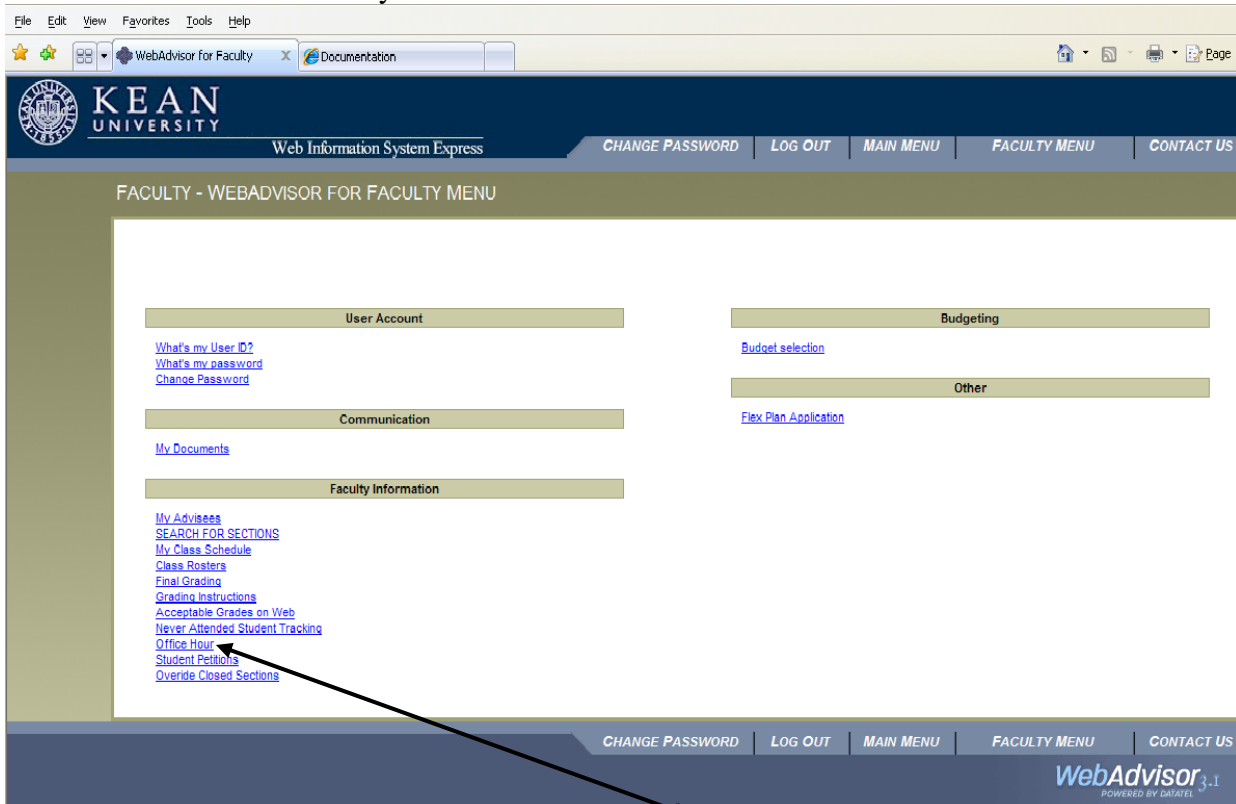 File Edit View Favorites Tools Help
WebAdvisor for Faculty X Documentation Page
KEAN
UNIVERSITY
Web Information System Express
CHANGE PASSWORD LOG OUT MAIN MENU FACULTY MENU CONTACT US
FACULTY - WEBADVISOR FOR FACULTY MENU
User Account
What's my User ID?
What's my password
Change Password
Communication
My Documents
Faculty Information
My Advisees
SEARCH FOR SECTIONS
My Class Schedule
Class Rosters
Final Grading
Grading Instructions
Acceptable Grades on Web
Never Attended Student Tracking
Office Hour
Student Petitions
Overide Closed Sections
Budgeting
Budget selection
Other
Flex Plan Application
CHANGE PASSWORD LOG OUT MAIN MENU FACULTY MENU CONTACT US
WebAdvisor 3.1
POWERED BY DATATEL